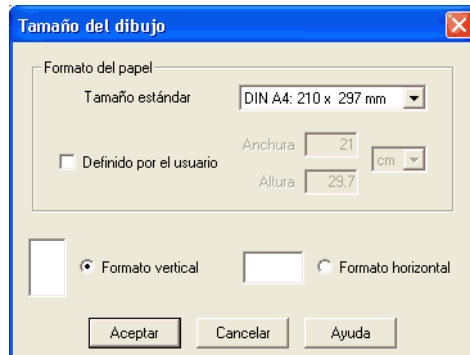 Tamaño del dibujo
Formato del papel
Tamaño estándar DIN A4: 210 x 297 mm
Definido por el usuario
Anchura 21
cm
Altura 29.7
Formato vertical Formato horizontal
Aceptar Cancelar Ayuda